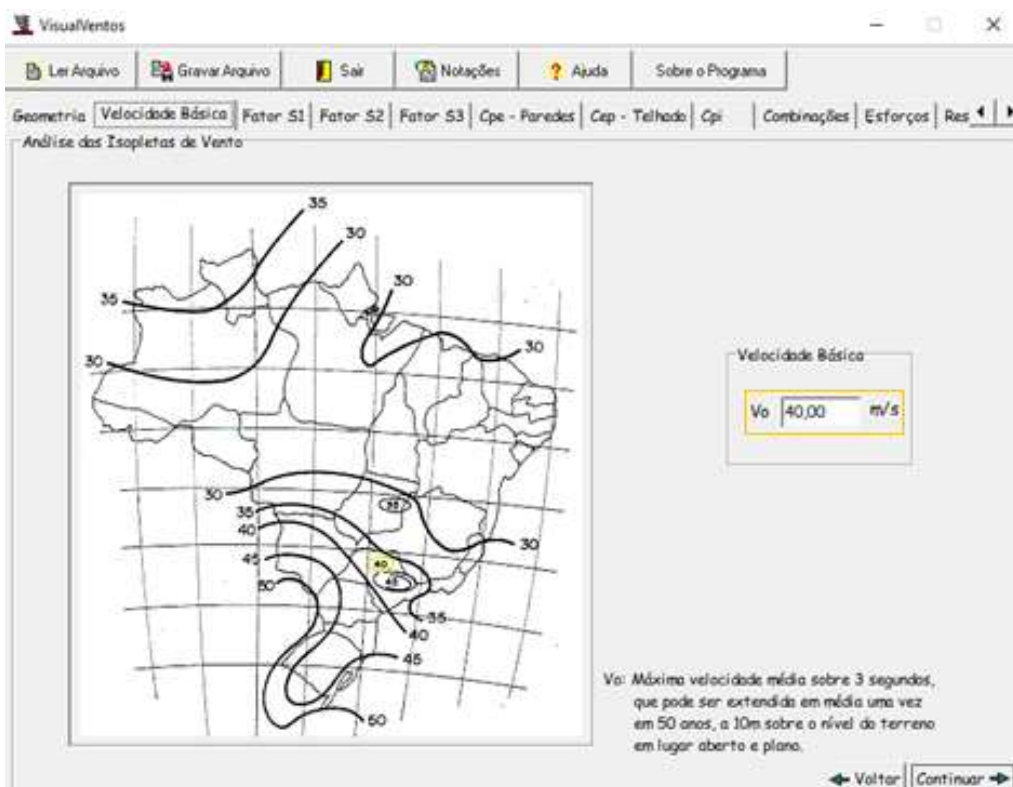 VisualVentos
Ler Arquivo Gravar Arquivo Sair Notações Ajuda Sobre o Programa
Geometria Velocidade Básica Fator S1 Fator S2 Fator S3 Cpe - Paredes Cep - Telhado Cpi Combinações Esforços Res
Análise das Isopletas de Vento
35
30
30
35
30
30
30
35
35
40
40
30
45
45
50
35
40
45
50
Velocidade Básica
Vo 40,00 m/s
Vo: Máxima velocidade média sobre 3 segundos,
que pode ser extendida em média uma vez
em 50 anos, a 10m sobre o nível do terreno
em lugar aberto e plano.
Voltar Continuar